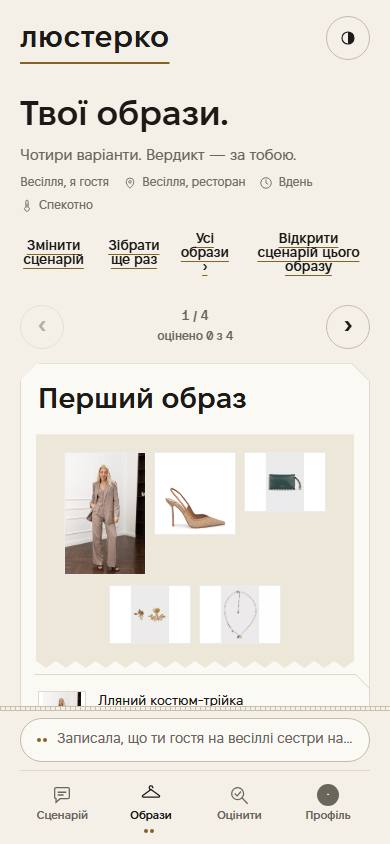 люстерко
Твої образи.
Чотири варіанти. Вердикт — за тобою.
Весілля, я гостя Весілля, ресторан Вдень
Спекотно
Змінити сценарій
Зібрати ще раз
Усі образи ›
Відкрити сценарій цього образу
‹
1 / 4
оцінено 0 з 4
›
Перший образ
Лляний костюм-трійка
Записала, що ти гостя на весіллі сестри на...
Сценарій Образи Оцінити Профіль